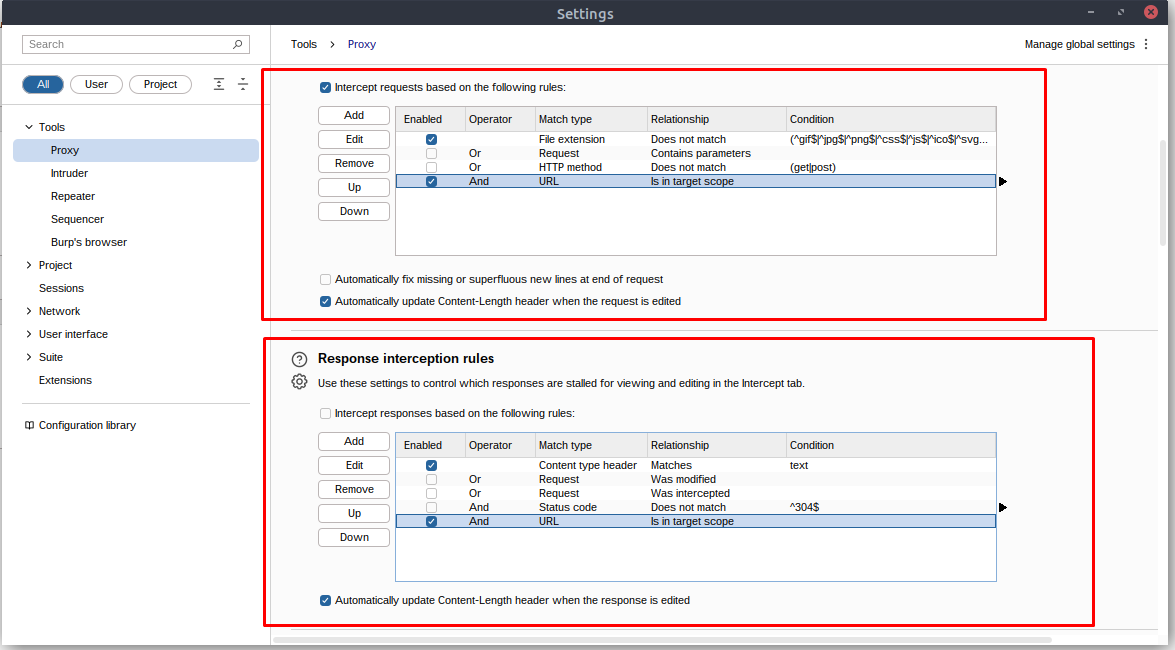 Settings
Search
Tools > Proxy
Manage global settings
All User Project
Tools
Proxy
Intruder
Repeater
Sequencer
Burp's browser
Project
Sessions
Network
User interface
Suite
Extensions
Configuration library
Intercept requests based on the following rules:
Add
Edit
Remove
Up
Down
Enabled Operator Match type Relationship Condition
File extension Does not match (^gif$|^jpg$|^png$|^css$|^js$|^ico$|^svg...
Or Request Contains parameters
Or HTTP method Does not match (get|post)
And URL Is in target scope
Automatically fix missing or superfluous new lines at end of request
Automatically update Content-Length header when the request is edited
Response interception rules
Use these settings to control which responses are stalled for viewing and editing in the Intercept tab.
Intercept responses based on the following rules:
Add
Edit
Remove
Up
Down
Enabled Operator Match type Relationship Condition
Content type header Matches text
Or Request Was modified
Or Request Was intercepted
And Status code Does not match ^304$
And URL Is in target scope
Automatically update Content-Length header when the response is edited